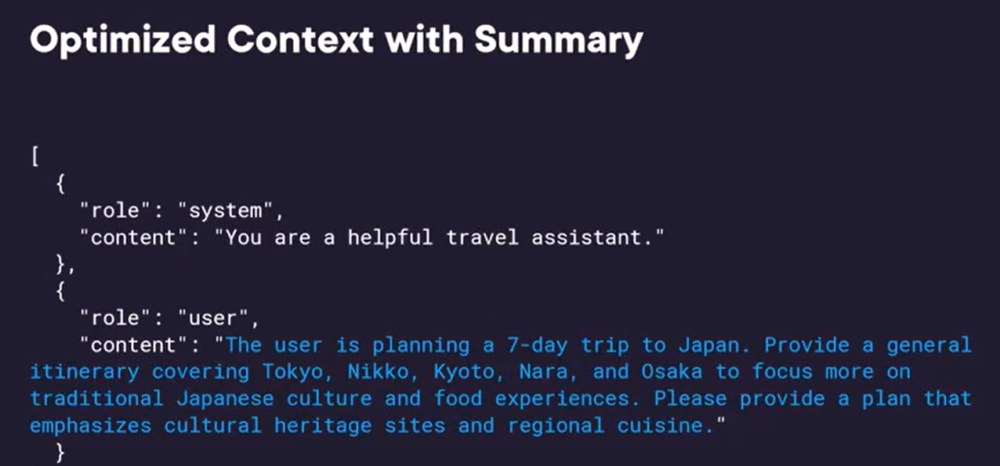 Optimized Context with Summary
[
{
"role": "system",
"content": "You are a helpful travel assistant."
},
{
"role": "user",
"content": "The user is planning a 7-day trip to Japan. Provide a general
itinerary covering Tokyo, Nikko, Kyoto, Nara, and Osaka to focus more on
traditional Japanese culture and food experiences. Please provide a plan that
emphasizes cultural heritage sites and regional cuisine."
}